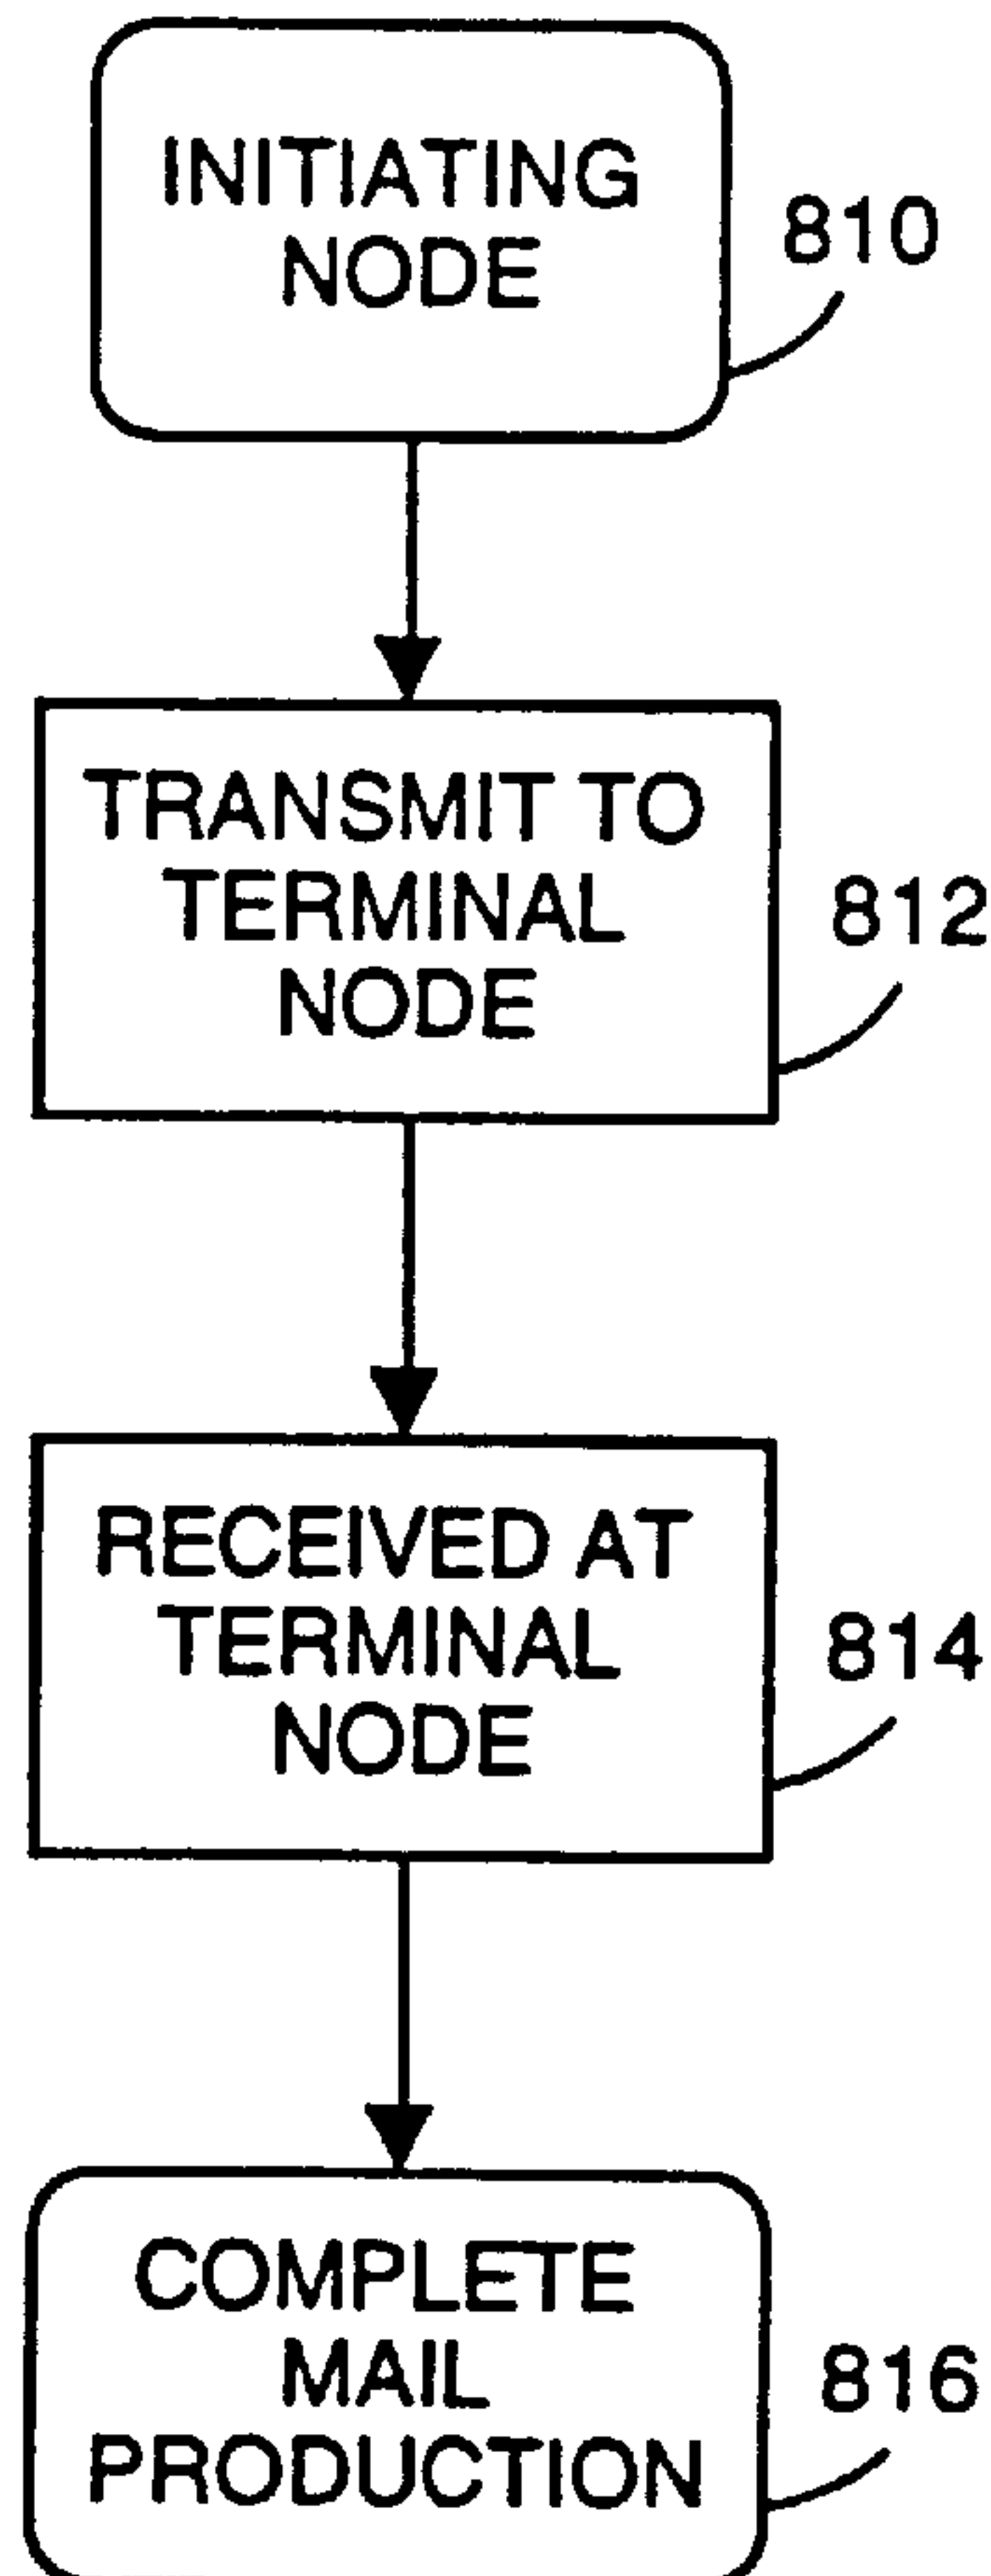 INITIATING
NODE
810
TRANSMIT TO
TERMINAL
NODE
812
RECEIVED AT
TERMINAL
NODE
814
COMPLETE
MAIL
PRODUCTION
816